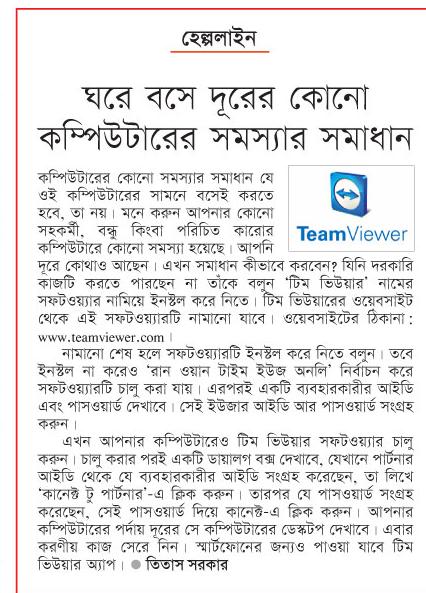 হেল্পলাইন
ঘরে বসে দূরের কোনো
কম্পিউটারের সমস্যার সমাধান
কম্পিউটারের কোনো সমস্যার সমাধান যে
ওই কম্পিউটারের সামনে বসেই করতে
হবে, তা নয়। মনে করুন আপনার কোনো
সহকর্মী, বন্ধু কিংবা পরিচিত কারোর
কম্পিউটারে কোনো সমস্যা হয়েছে। আপনি
TeamViewer
দূরে কোথাও আছেন। এখন সমাধান কীভাবে করবেন? যিনি দরকারি
কাজটি করতে পারছেন না তাঁকে বলুন ‘টিম ভিউয়ার’ নামের
সফটওয়্যার নামিয়ে ইনস্টল করে নিতে। টিম ভিউয়ারের ওয়েবসাইট
থেকে এই সফটওয়্যারটি নামানো যাবে। ওয়েবসাইটের ঠিকানা:
www.teamviewer.com।
নামানো শেষ হলে সফটওয়্যারটি ইনস্টল করে নিতে বলুন। তবে
ইনস্টল না করেও ‘রান ওয়ান টাইম ইউজ অনলি’ নির্বাচন করে
সফটওয়্যারটি চালু করা যায়। এরপরই একটি ব্যবহারকারীর আইডি
এবং পাসওয়ার্ড দেখাবে। সেই ইউজার আইডি আর পাসওয়ার্ড সংগ্রহ
করুন।
এখন আপনার কম্পিউটারেও টিম ভিউয়ার সফটওয়্যার চালু
করুন। চালু করার পরই একটি ডায়ালগ বক্স দেখাবে, যেখানে পার্টনার
আইডি থেকে যে ব্যবহারকারীর আইডি সংগ্রহ করেছেন, তা লিখে
‘কানেক্ট টু পার্টনার’-এ ক্লিক করুন। তারপর যে পাসওয়ার্ড সংগ্রহ
করেছেন, সেই পাসওয়ার্ড দিয়ে কানেক্ট-এ ক্লিক করুন। আপনার
কম্পিউটারের পর্দায় দূরের সে কম্পিউটারের ডেস্কটপ দেখাবে। এবার
করণীয় কাজ সেরে নিন। স্মার্টফোনের জন্যও পাওয়া যাবে টিম
ভিউয়ার অ্যাপ। ● তিতাস সরকার